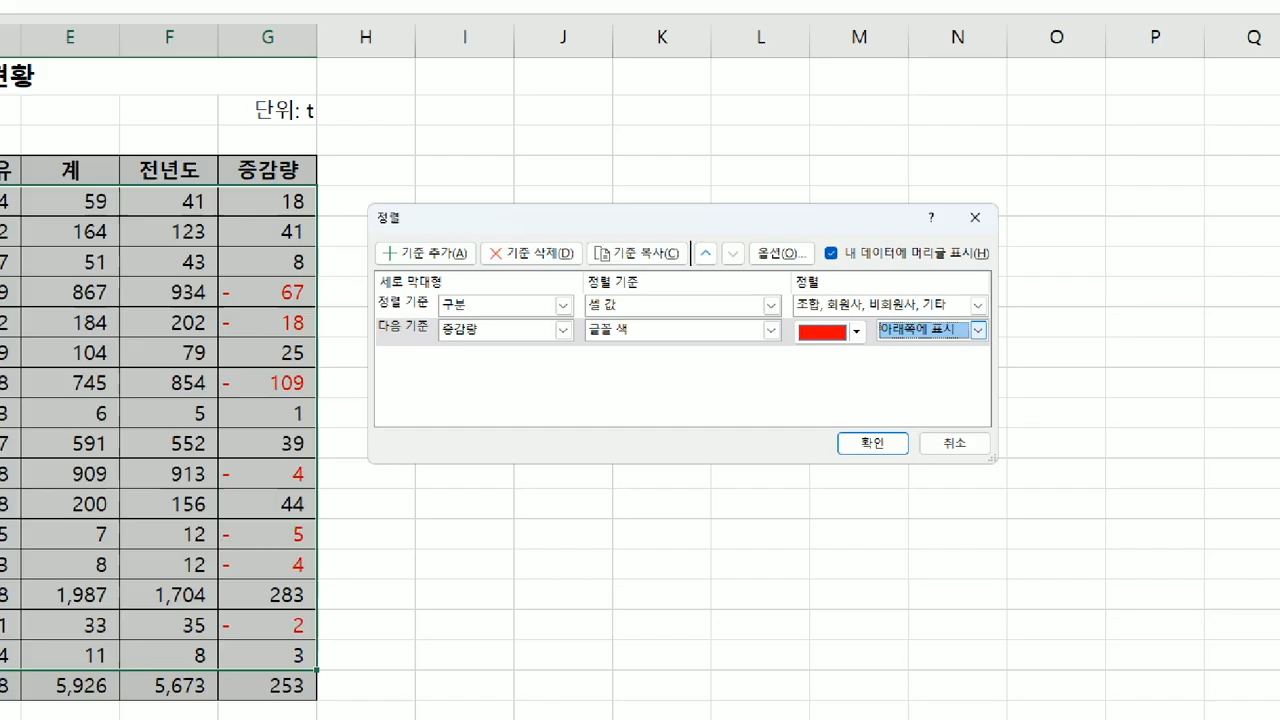 E F G H I J K L M N O P Q
현황
단위: t
유 계 전년도 증감량
4 59 41 18
2 164 123 41
7 51 43 8
9 867 934 - 67
2 184 202 - 18
9 104 79 25
8 745 854 - 109
3 6 5 1
7 591 552 39
8 909 913 - 4
8 200 156 44
5 7 12 - 5
3 8 12 - 4
8 1,987 1,704 283
1 33 35 - 2
4 11 8 3
8 5,926 5,673 253
정렬 ?
기준 추가(A) 기준 삭제(D) 기준 복사(C) 옵션(O)... 내 데이터에 머리글 표시(H)
세로 막대형 정렬 기준 정렬
정렬 기준 구분 셀 값 조합, 회원사, 비회원사, 기타
다음 기준 증감량 글꼴 색 아래쪽에 표시
확인 취소